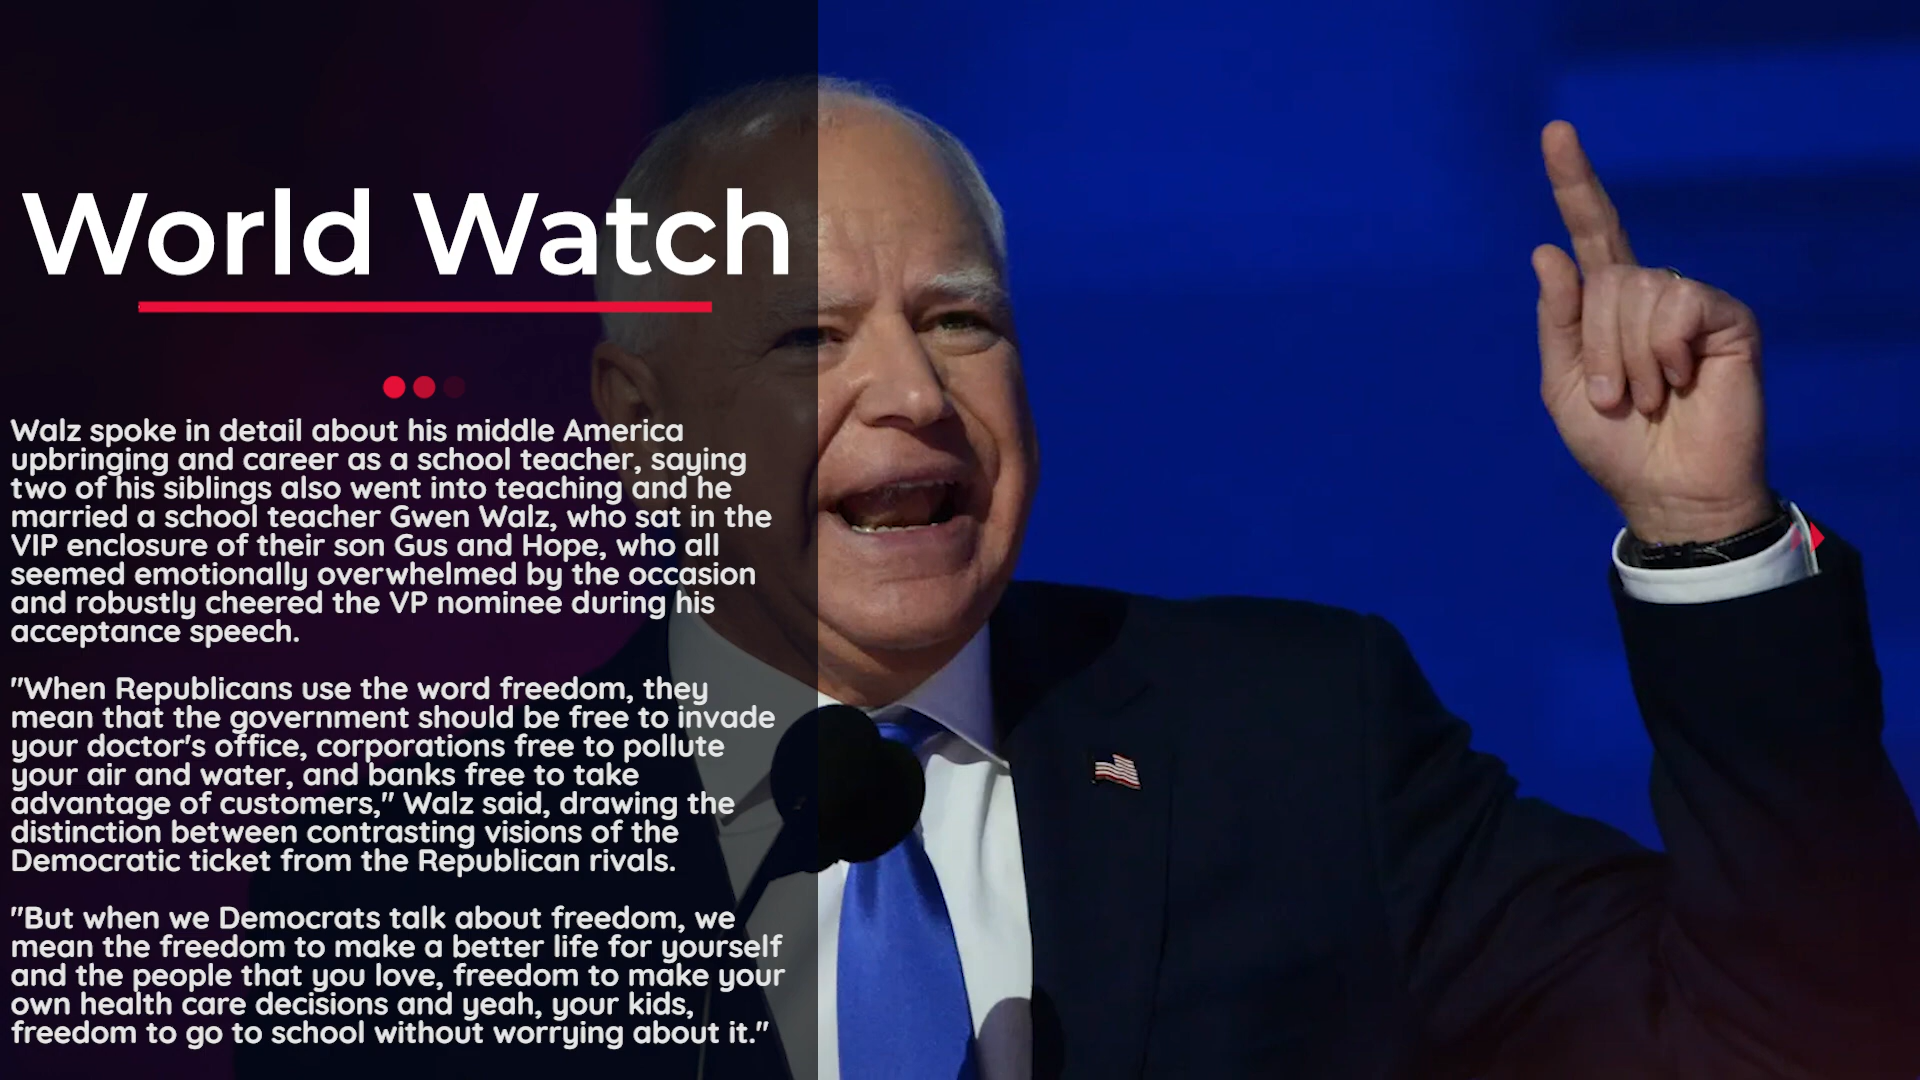 World Watch
Walz spoke in detail about his middle America
upbringing and career as a school teacher, saying
two of his siblings also went into teaching and he
married a school teacher Gwen Walz, who sat in the
VIP enclosure of their son Gus and Hope, who all
seemed emotionally overwhelmed by the occasion
and robustly cheered the VP nominee during his
acceptance speech.
"When Republicans use the word freedom, they
mean that the government should be free to invade
your doctor's office, corporations free to pollute
your air and water, and banks free to take
advantage of customers," Walz said, drawing the
distinction between contrasting visions of the
Democratic ticket from the Republican rivals.
"But when we Democrats talk about freedom, we
mean the freedom to make a better life for yourself
and the people that you love, freedom to make your
own health care decisions and yeah, your kids,
freedom to go to school without worrying about it."